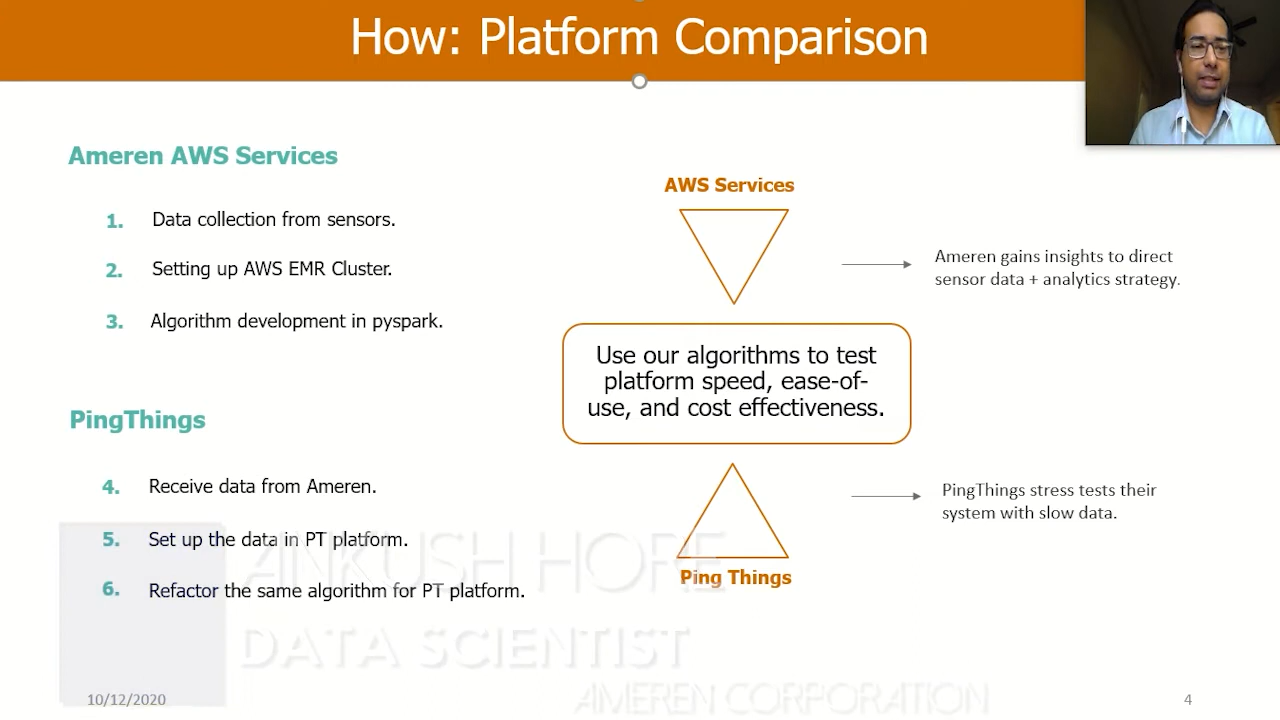 How: Platform Comparison
Ameren AWS Services
1. Data collection from sensors.
2. Setting up AWS EMR Cluster.
3. Algorithm development in pyspark.
PingThings
4. Receive data from Ameren.
5. Set up the data in PT platform.
6. Refactor the same algorithm for PT platform.
AWS Services
Ameren gains insights to direct
sensor data + analytics strategy.
Use our algorithms to test
platform speed, ease-of-
use, and cost effectiveness.
PingThings stress tests their
system with slow data.
Ping Things
ANKUSH HORE
DATA SCIENTIST
AMEREN CORPORATION
10/12/2020
4